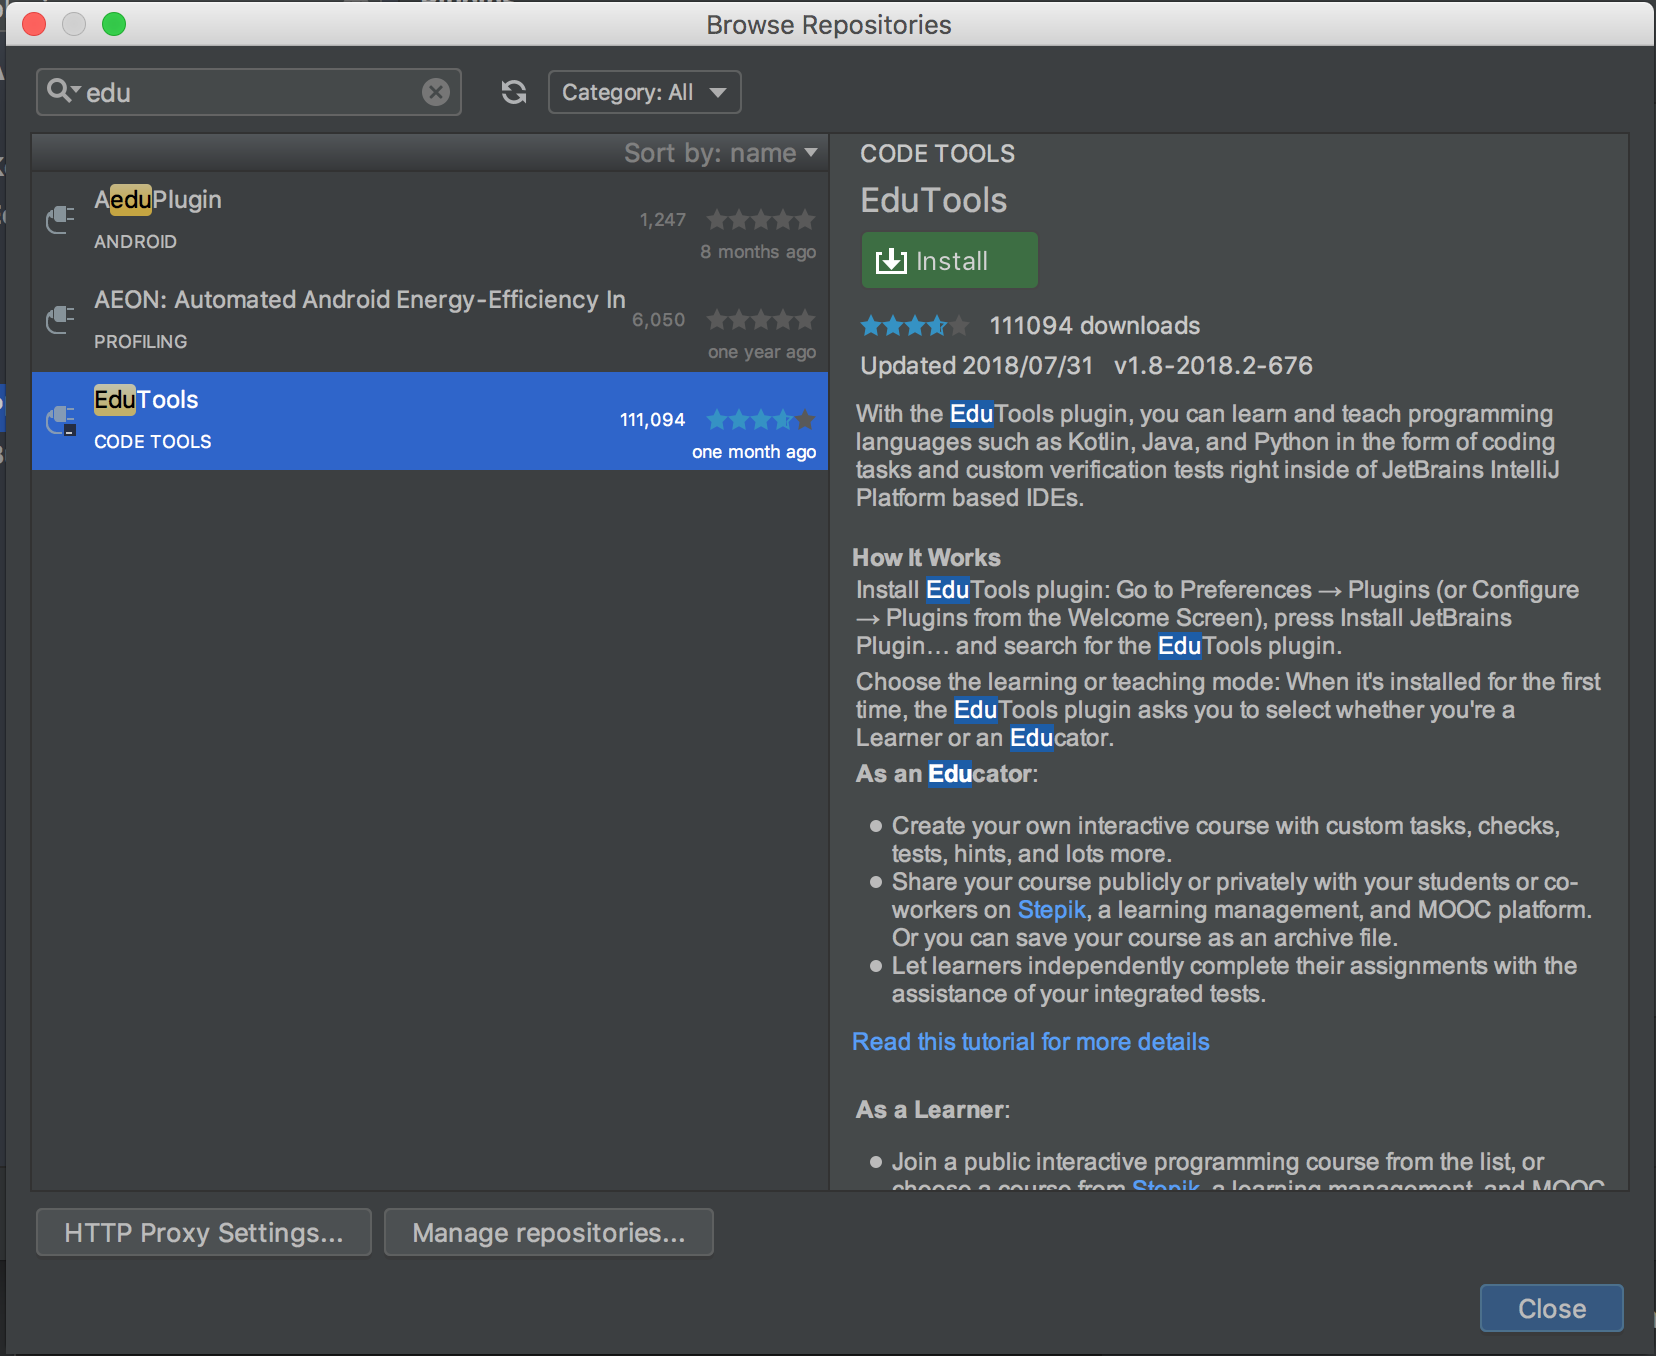 Browse Repositories
edu
Category: All
Sort by: name
AeduPlugin
1,247
ANDROID
8 months ago
AEON: Automated Android Energy-Efficiency In
6,050
PROFILING
one year ago
EduTools
111,094
CODE TOOLS
one month ago
CODE TOOLS
EduTools
Install
111094 downloads
Updated 2018/07/31 v1.8-2018.2-676
With the EduTools plugin, you can learn and teach programming
languages such as Kotlin, Java, and Python in the form of coding
tasks and custom verification tests right inside of JetBrains IntelliJ
Platform based IDEs.
How It Works
Install EduTools plugin: Go to Preferences → Plugins (or Configure
→ Plugins from the Welcome Screen), press Install JetBrains
Plugin… and search for the EduTools plugin.
Choose the learning or teaching mode: When it's installed for the first
time, the EduTools plugin asks you to select whether you're a
Learner or an Educator.
As an Educator:
● Create your own interactive course with custom tasks, checks,
tests, hints, and lots more.
● Share your course publicly or privately with your students or co-
workers on Stepik, a learning management, and MOOC platform.
Or you can save your course as an archive file.
● Let learners independently complete their assignments with the
assistance of your integrated tests.
Read this tutorial for more details
As a Learner:
● Join a public interactive programming course from the list, or
choose a course from Stepik, a learning management, and MOOC
HTTP Proxy Settings...
Manage repositories...
Close